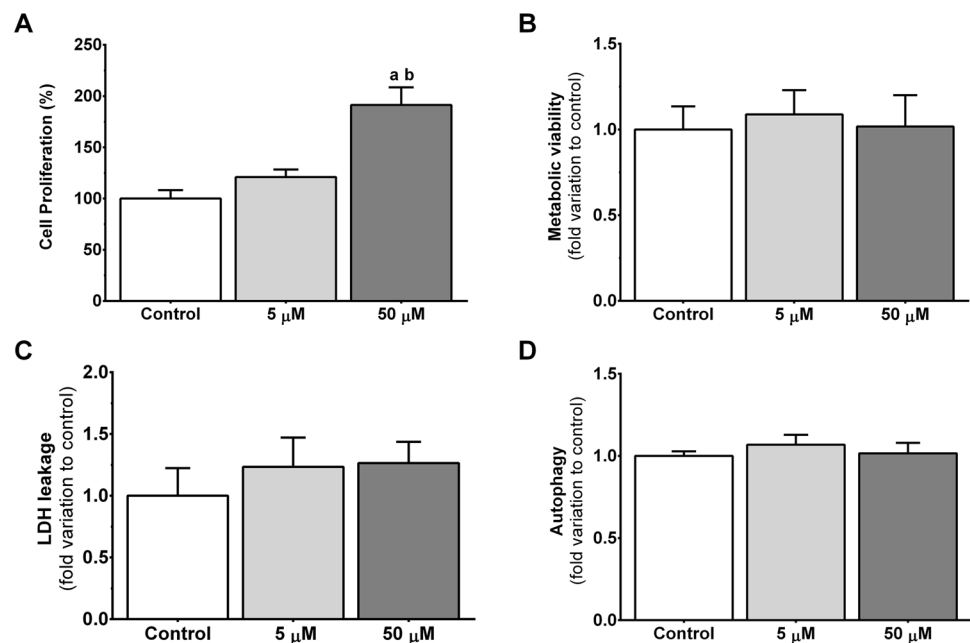 A
Cell Proliferation (%)
250
200
150
100
50
0
a b
Control 5 μM 50 μM
B
Metabolic viability
(fold variation to control)
1.5
1.0
0.5
0.0
Control 5 μM 50 μM
C
LDH leakage
(fold variation to control)
2.0
1.5
1.0
0.5
0.0
Control 5 μM 50 μM
D
Autophagy
(fold variation to control)
1.5
1.0
0.5
0.0
Control 5 μM 50 μM